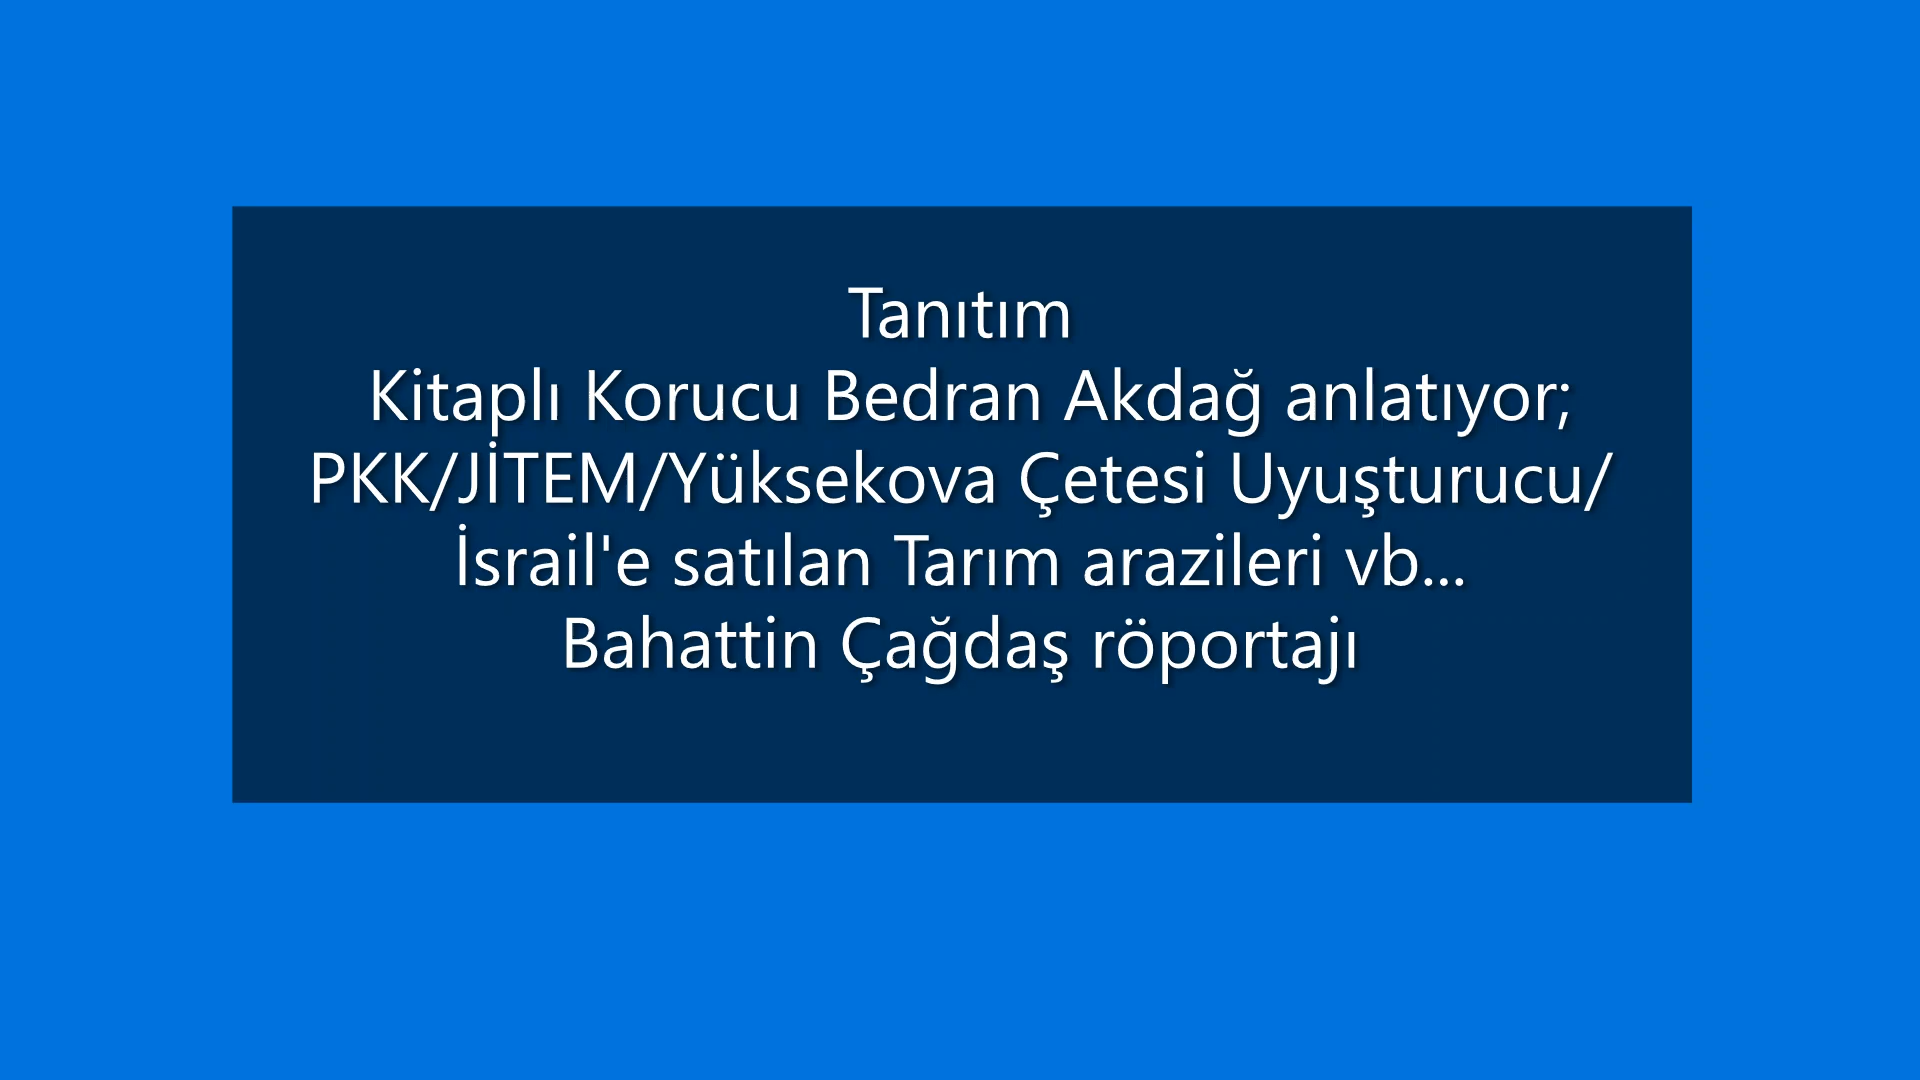 Tanıtım
Kitaplı Korucu Bedran Akdağ anlatıyor;
PKK/JİTEM/Yüksekova Çetesi Uyuşturucu/
İsrail'e satılan Tarım arazileri vb...
Bahattin Çağdaş röportajı